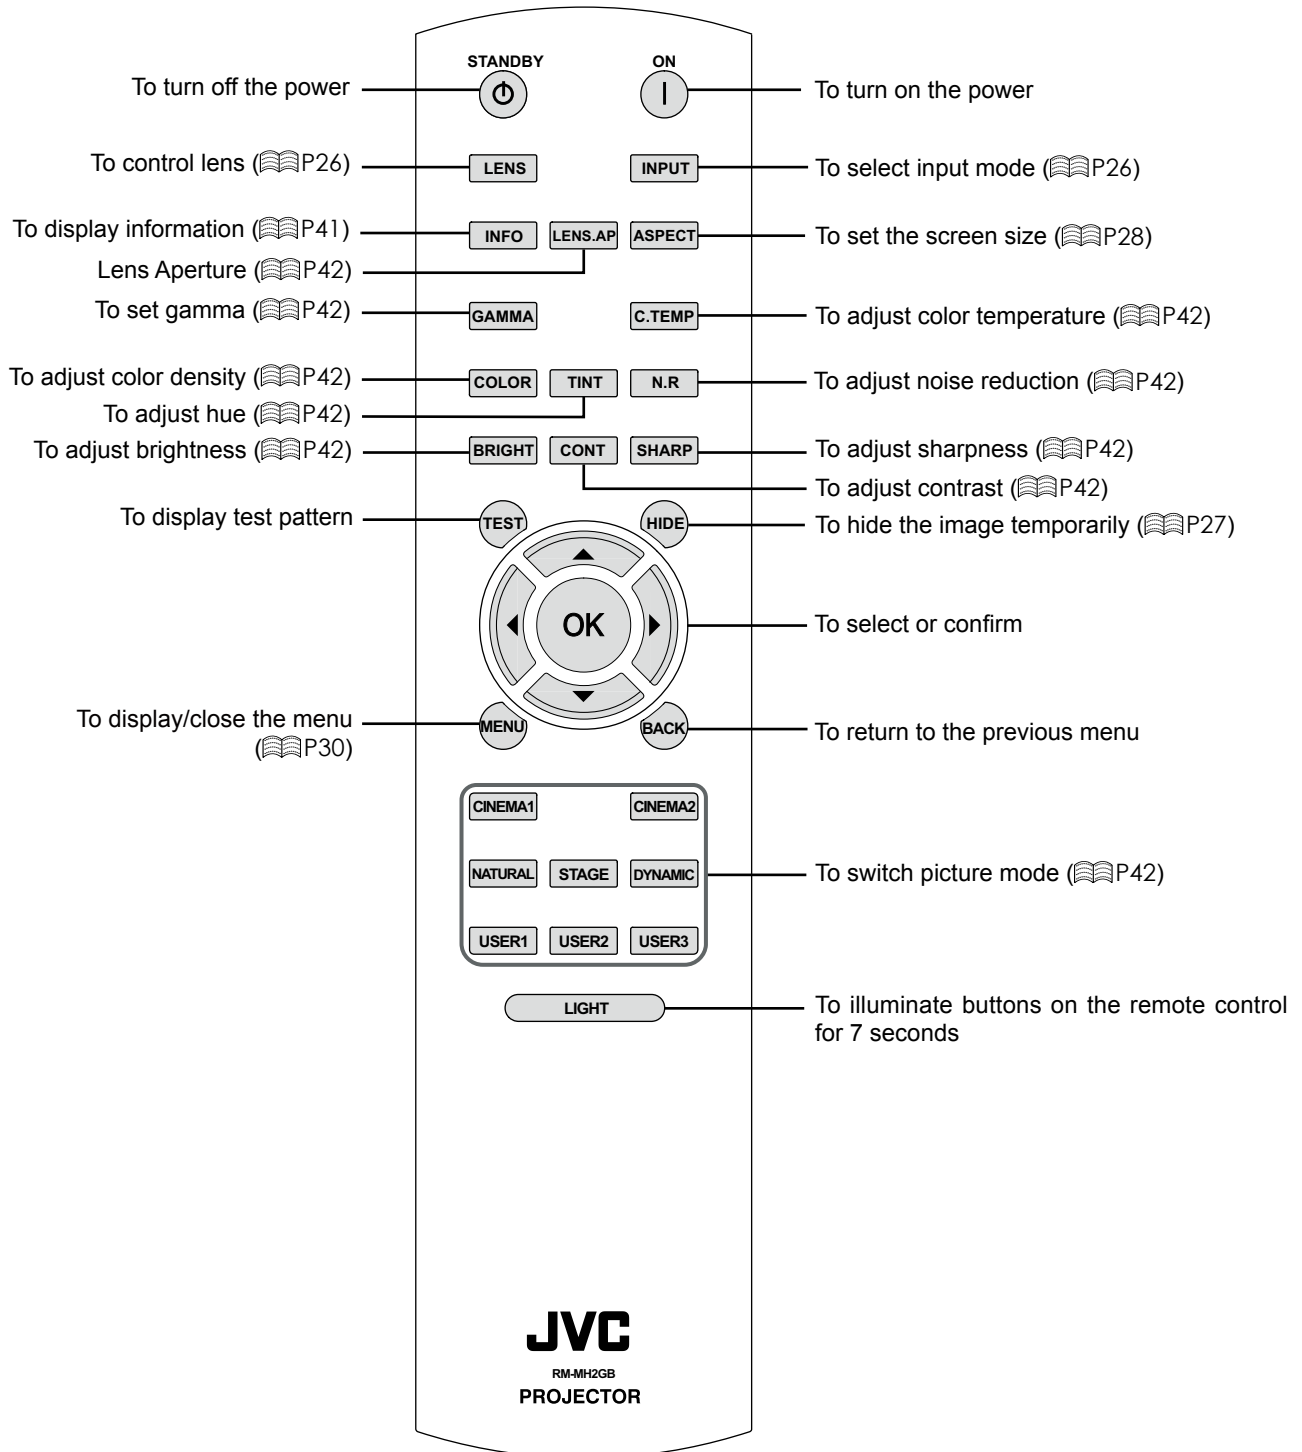 STANDBY
ON
To turn off the power
To turn on the power
To control lens (P26)
LENS
INPUT
To select input mode (P26)
To display information (P41)
INFO
LENS.AP
ASPECT
To set the screen size (P28)
Lens Aperture (P42)
To set gamma (P42)
GAMMA
C.TEMP
To adjust color temperature (P42)
To adjust color density (P42)
COLOR
TINT
N.R
To adjust noise reduction (P42)
To adjust hue (P42)
To adjust brightness (P42)
BRIGHT
CONT
SHARP
To adjust sharpness (P42)
To adjust contrast (P42)
To display test pattern
TEST
HIDE
To hide the image temporarily (P27)
OK
To select or confirm
To display/close the menu
(P30)
MENU
BACK
To return to the previous menu
CINEMA1
CINEMA2
NATURAL
STAGE
DYNAMIC
To switch picture mode (P42)
USER1
USER2
USER3
LIGHT
To illuminate buttons on the remote control
for 7 seconds
JVC
RM-MH2GB
PROJECTOR